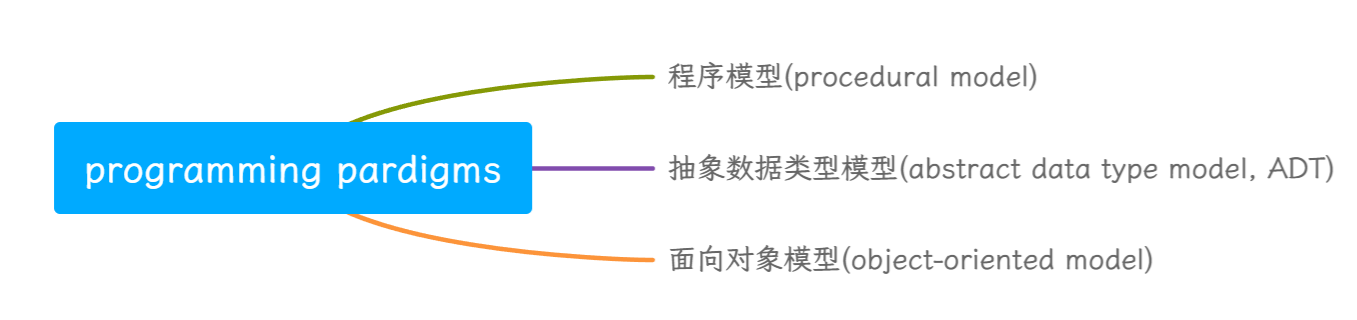 programming pardigms
程序模型(procedural model)
抽象数据类型模型(abstract data type model, ADT)
面向对象模型(object-oriented model)